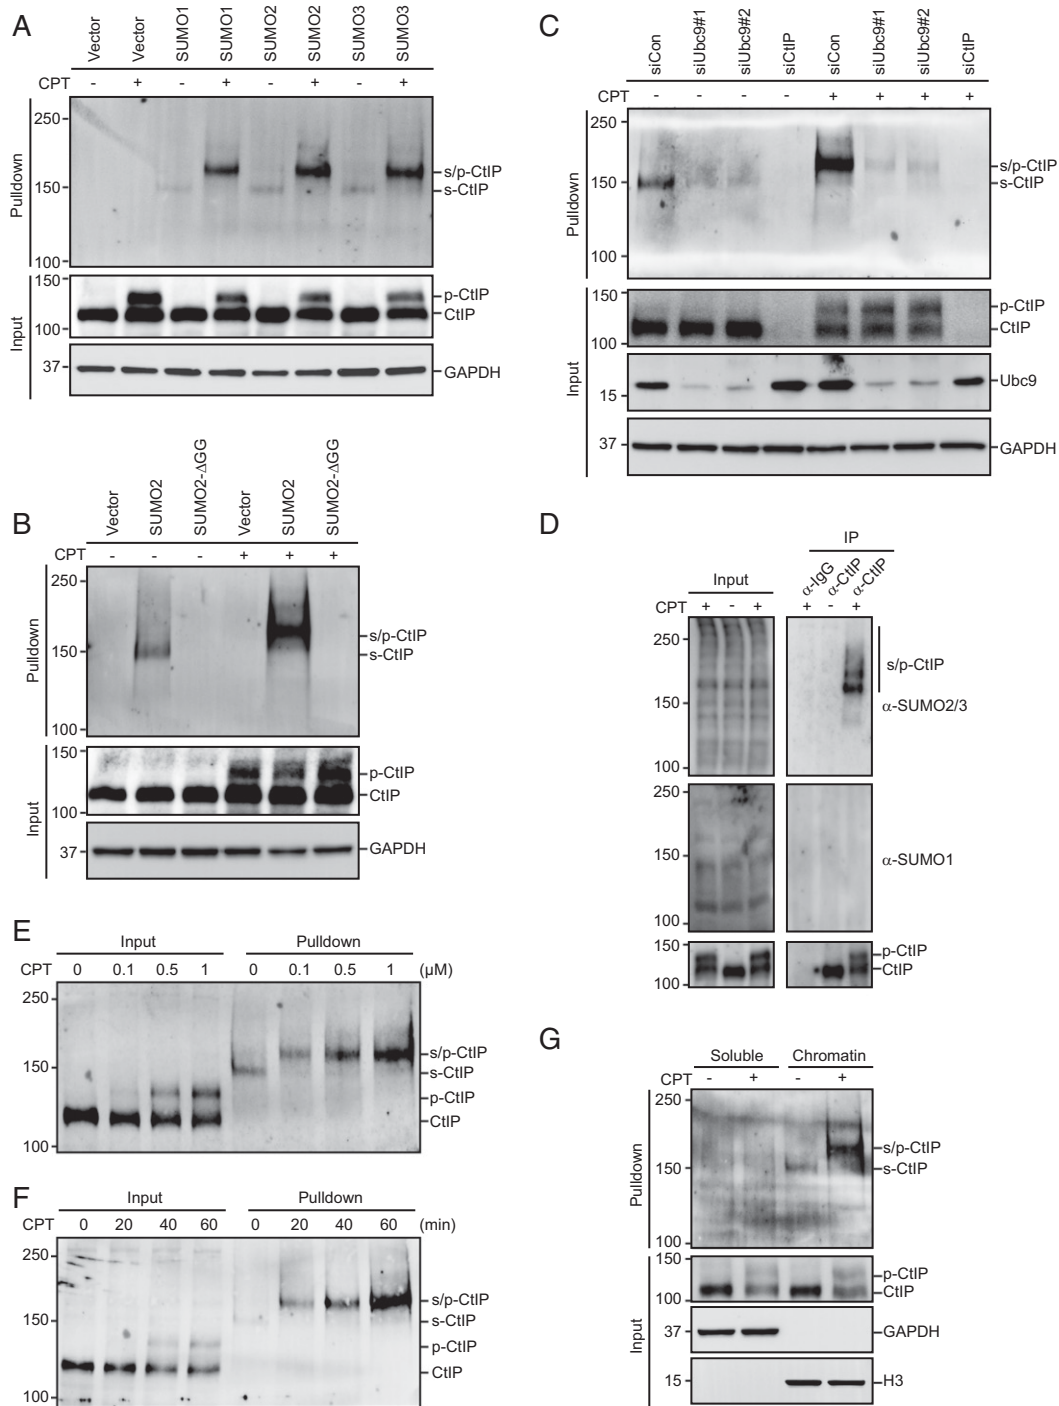 A
Vector
Vector
SUMO1
SUMO1
SUMO2
SUMO2
SUMO3
SUMO3
CPT - + - + - + - +
Pulldown
250
150
100
s/p-CtIP
s-CtIP
Input
150
100
p-CtIP
CtIP
37
GAPDH
B
Vector
SUMO2
SUMO2-ΔGG
Vector
SUMO2
SUMO2-ΔGG
CPT - - - + + +
Pulldown
250
150
100
s/p-CtIP
s-CtIP
Input
150
100
p-CtIP
CtIP
37
GAPDH
C
siCon
siUbc9#1
siUbc9#2
siCtIP
siCon
siUbc9#1
siUbc9#2
siCtIP
CPT - - - - + + + +
Pulldown
250
150
100
s/p-CtIP
s-CtIP
Input
150
100
p-CtIP
CtIP
15
Ubc9
37
GAPDH
D
IP
Input
α-IgG
α-CtIP
α-CtIP
CPT + - + + - +
250
150
100
s/p-CtIP
α-SUMO2/3
250
150
100
α-SUMO1
150
100
p-CtIP
CtIP
E
Input Pulldown
CPT 0 0.1 0.5 1 0 0.1 0.5 1 (μM)
250
150
100
s/p-CtIP
s-CtIP
p-CtIP
CtIP
F
Input Pulldown
CPT 0 20 40 60 0 20 40 60 (min)
250
150
100
s/p-CtIP
s-CtIP
p-CtIP
CtIP
G
Soluble Chromatin
CPT - + - +
Pulldown
250
150
100
s/p-CtIP
s-CtIP
Input
150
100
p-CtIP
CtIP
37
GAPDH
15
H3